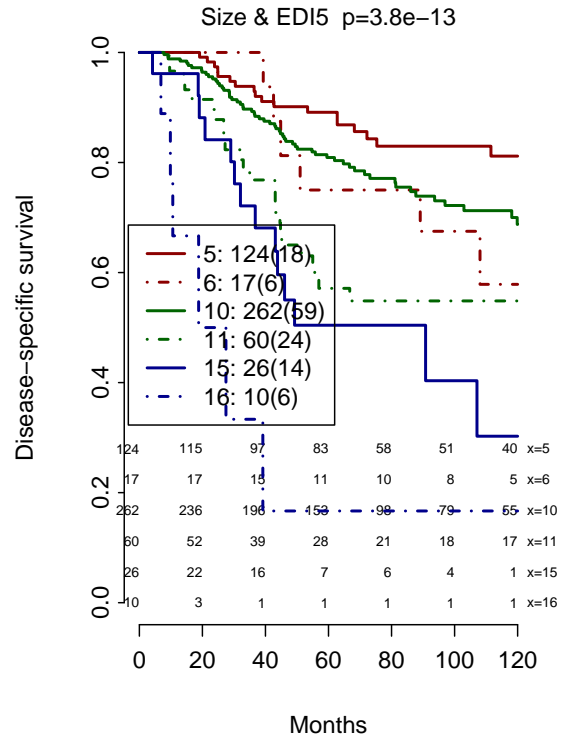 Size & EDI5  p=3.8e−13
Disease−specific survival
1.0
0.8
0.6
0.4
0.2
0.0
5: 124(18)
6: 17(6)
10: 262(59)
11: 60(24)
15: 26(14)
16: 10(6)
124 115 97 83 58 51 40 x=5
17 17 15 11 10 8 5 x=6
262 236 196 153 98 79 55 x=10
60 52 39 28 21 18 17 x=11
26 22 16 7 6 4 1 x=15
10 3 1 1 1 1 1 x=16
0 20 40 60 80 100 120
Months